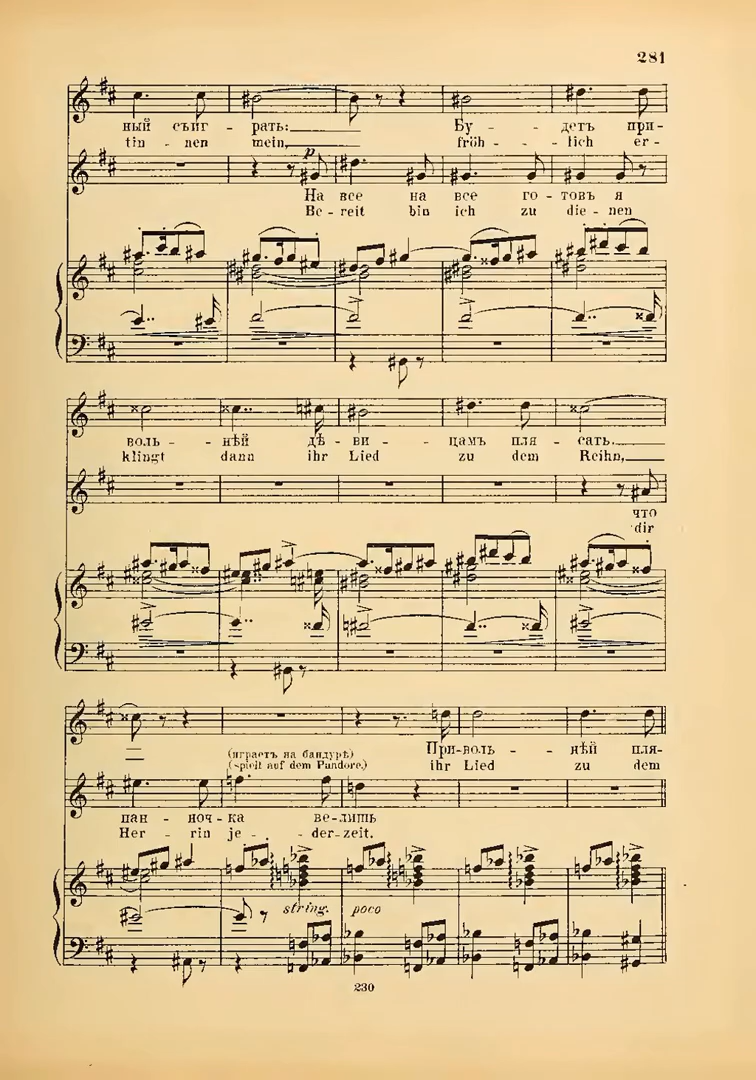 281
ный съиг - рать:
tin - nen mein,
p
Бу - - детъ при-
fröh - - lich er-
На все на все го - товъ я
Be - reit bin ich zu die - nen
воль - - нѣй дѣ - ви - - цамъ пля - сать.
klingt dann ihr Lied zu dem Reihn,
что
dir
(играетъ на бандурѣ)
(spielt auf dem Pandore.)
При-воль - - нѣй пля-
ihr Lied zu dem
пан - ноч - ка ве - литъ
Her - rin je - - der-zeit.
string. poco
230